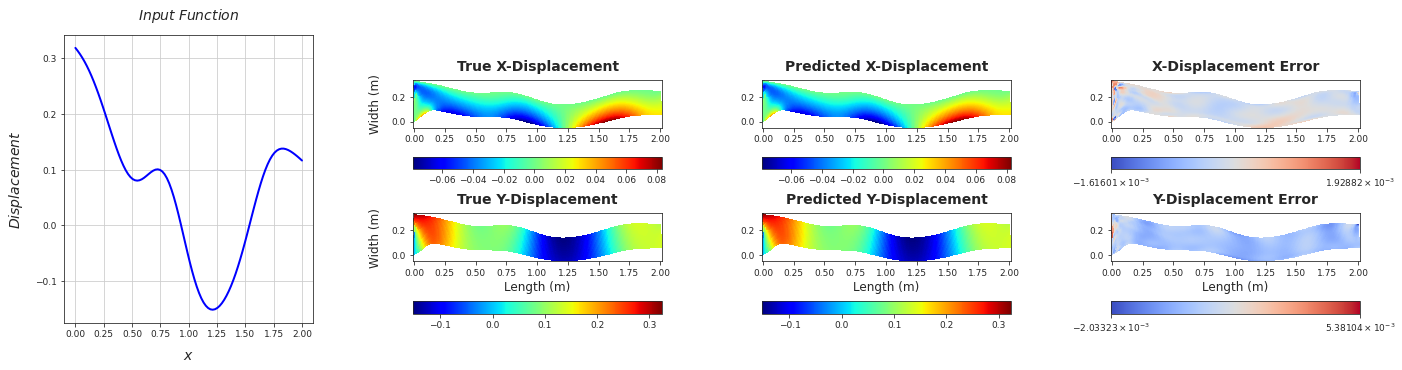 Input Function
Displacement
0.3
0.2
0.1
0.0
−0.1
0.00 0.25 0.50 0.75 1.00 1.25 1.50 1.75 2.00
x
True X-Displacement
Width (m)
0.2
0.0
0.00 0.25 0.50 0.75 1.00 1.25 1.50 1.75 2.00
−0.06 −0.04 −0.02 0.00 0.02 0.04 0.06 0.08
Predicted X-Displacement
0.2
0.0
0.00 0.25 0.50 0.75 1.00 1.25 1.50 1.75 2.00
−0.06 −0.04 −0.02 0.00 0.02 0.04 0.06 0.08
X-Displacement Error
0.2
0.0
0.00 0.25 0.50 0.75 1.00 1.25 1.50 1.75 2.00
−1.61601 × 10⁻³ 1.92882 × 10⁻³
True Y-Displacement
Width (m)
0.2
0.0
0.00 0.25 0.50 0.75 1.00 1.25 1.50 1.75 2.00
Length (m)
−0.1 0.0 0.1 0.2 0.3
Predicted Y-Displacement
0.2
0.0
0.00 0.25 0.50 0.75 1.00 1.25 1.50 1.75 2.00
Length (m)
−0.1 0.0 0.1 0.2 0.3
Y-Displacement Error
0.2
0.0
0.00 0.25 0.50 0.75 1.00 1.25 1.50 1.75 2.00
Length (m)
−2.03323 × 10⁻³ 5.38104 × 10⁻³